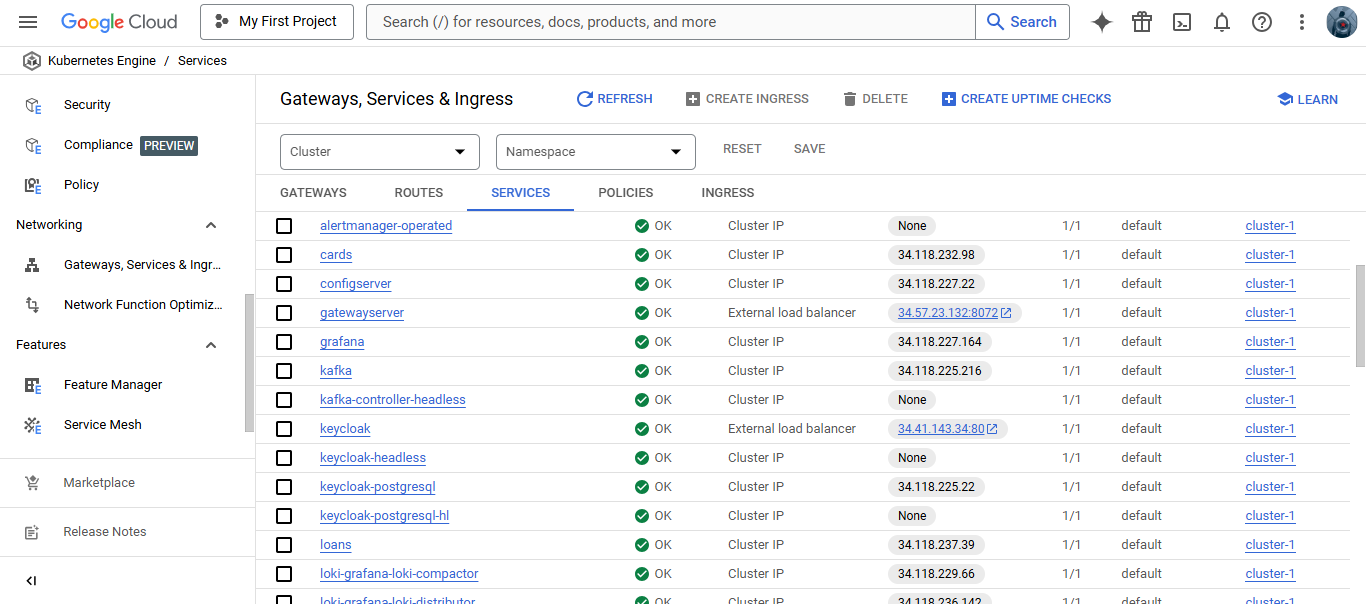 Google Cloud My First Project Search (/) for resources, docs, products, and more Search
Kubernetes Engine / Services
Security
Compliance PREVIEW
Policy
Networking
Gateways, Services & Ingr...
Network Function Optimiz...
Features
Feature Manager
Service Mesh
Marketplace
Release Notes
Gateways, Services & Ingress REFRESH CREATE INGRESS DELETE CREATE UPTIME CHECKS LEARN
Cluster Namespace RESET SAVE
GATEWAYS ROUTES SERVICES POLICIES INGRESS
alertmanager-operated OK Cluster IP None 1/1 default cluster-1
cards OK Cluster IP 34.118.232.98 1/1 default cluster-1
configserver OK Cluster IP 34.118.227.22 1/1 default cluster-1
gatewayserver OK External load balancer 34.57.23.132:8072 1/1 default cluster-1
grafana OK Cluster IP 34.118.227.164 1/1 default cluster-1
kafka OK Cluster IP 34.118.225.216 1/1 default cluster-1
kafka-controller-headless OK Cluster IP None 1/1 default cluster-1
keycloak OK External load balancer 34.41.143.34:80 1/1 default cluster-1
keycloak-headless OK Cluster IP None 1/1 default cluster-1
keycloak-postgresql OK Cluster IP 34.118.225.22 1/1 default cluster-1
keycloak-postgresql-hl OK Cluster IP None 1/1 default cluster-1
loans OK Cluster IP 34.118.237.39 1/1 default cluster-1
loki-grafana-loki-compactor OK Cluster IP 34.118.229.66 1/1 default cluster-1
loki-grafana-loki-distributor OK Cluster IP 34.118.236.142 1/1 default cluster-1